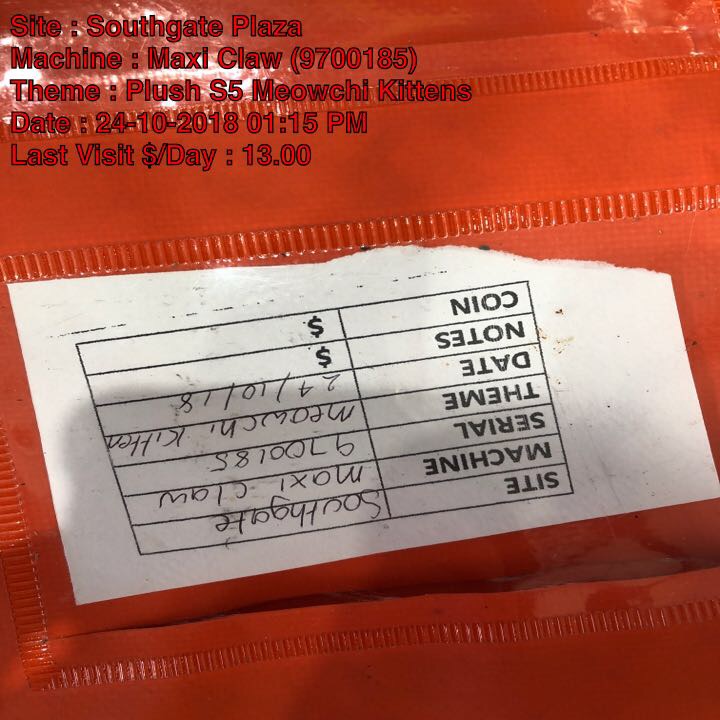 Site : Southgate Plaza
Machine : Maxi Claw (9700185)
Theme : Plush S5 Meowchi Kittens
Date : 24-10-2018 01:15 PM
Last Visit $/Day : 13.00
SITE Southgate
MACHINE maxi claw
SERIAL 9700185
THEME meowchi kitten
DATE 24/10/18
NOTES $
COIN $